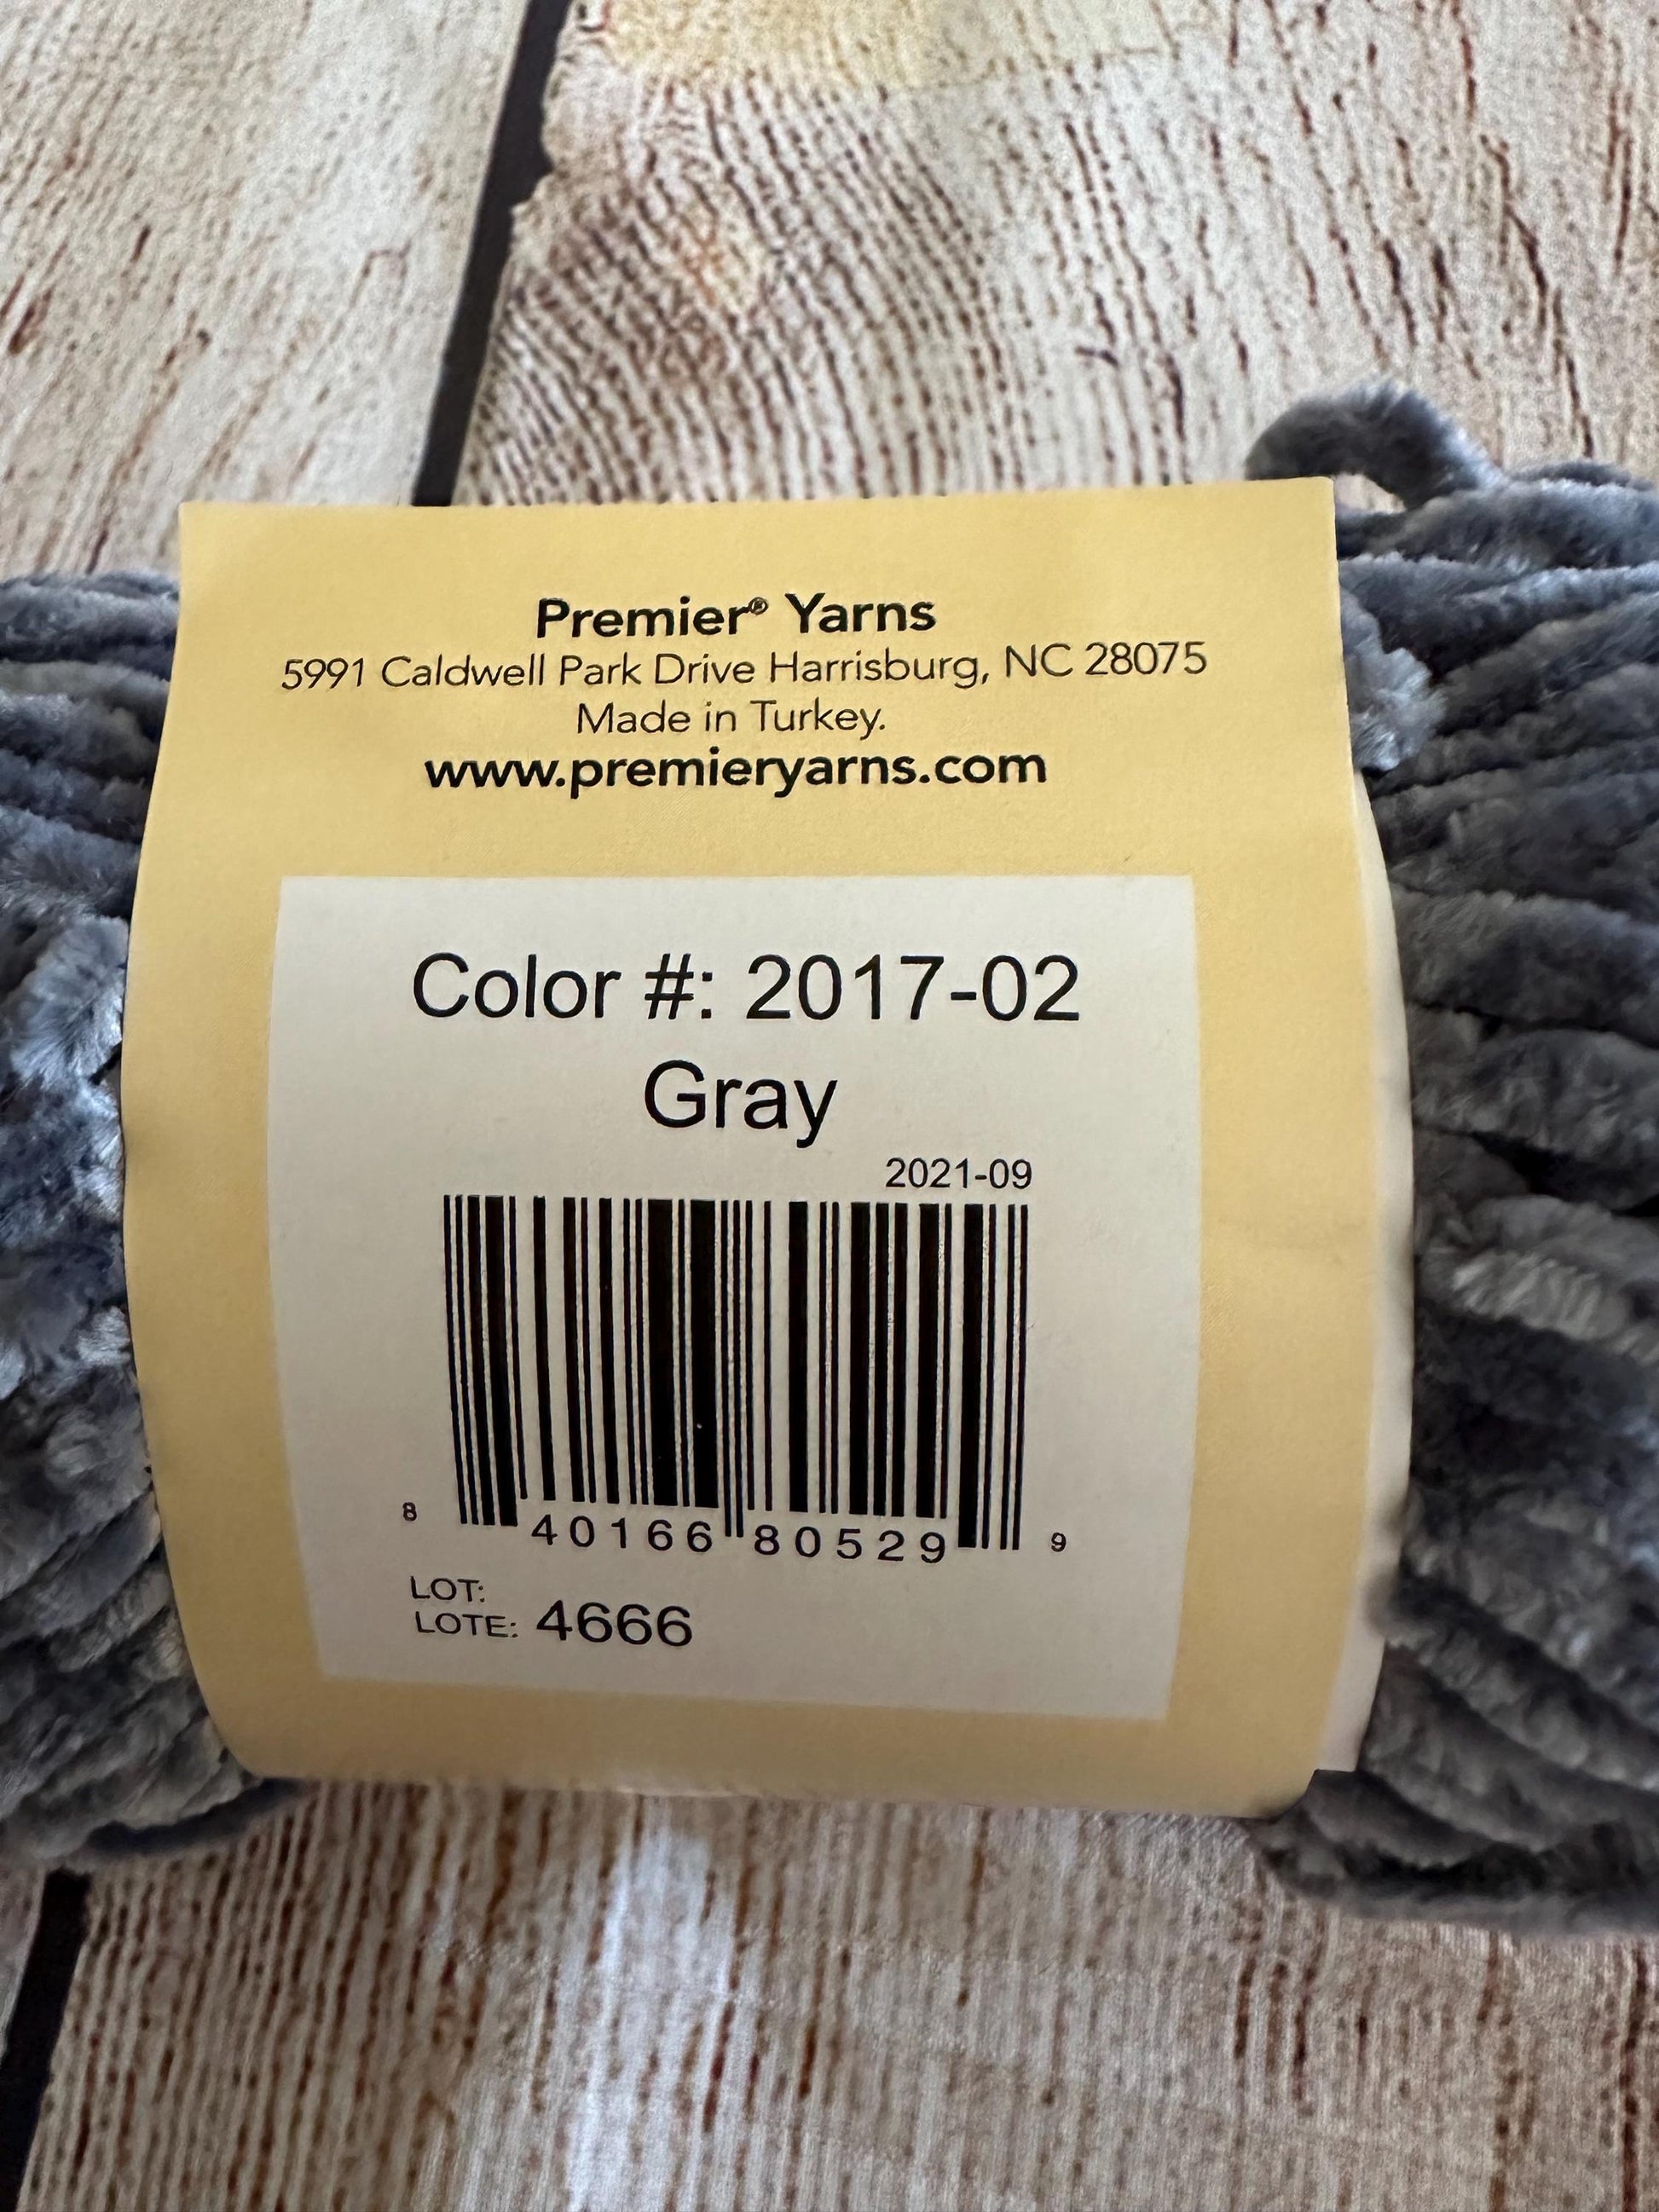 Premier® Yarns
5991 Caldwell Park Drive Harrisburg, NC 28075
Made in Turkey.
www.premieryarns.com
Color #: 2017-02
Gray
2021-09
8 40166 80529 9
LOT:
LOTE: 4666